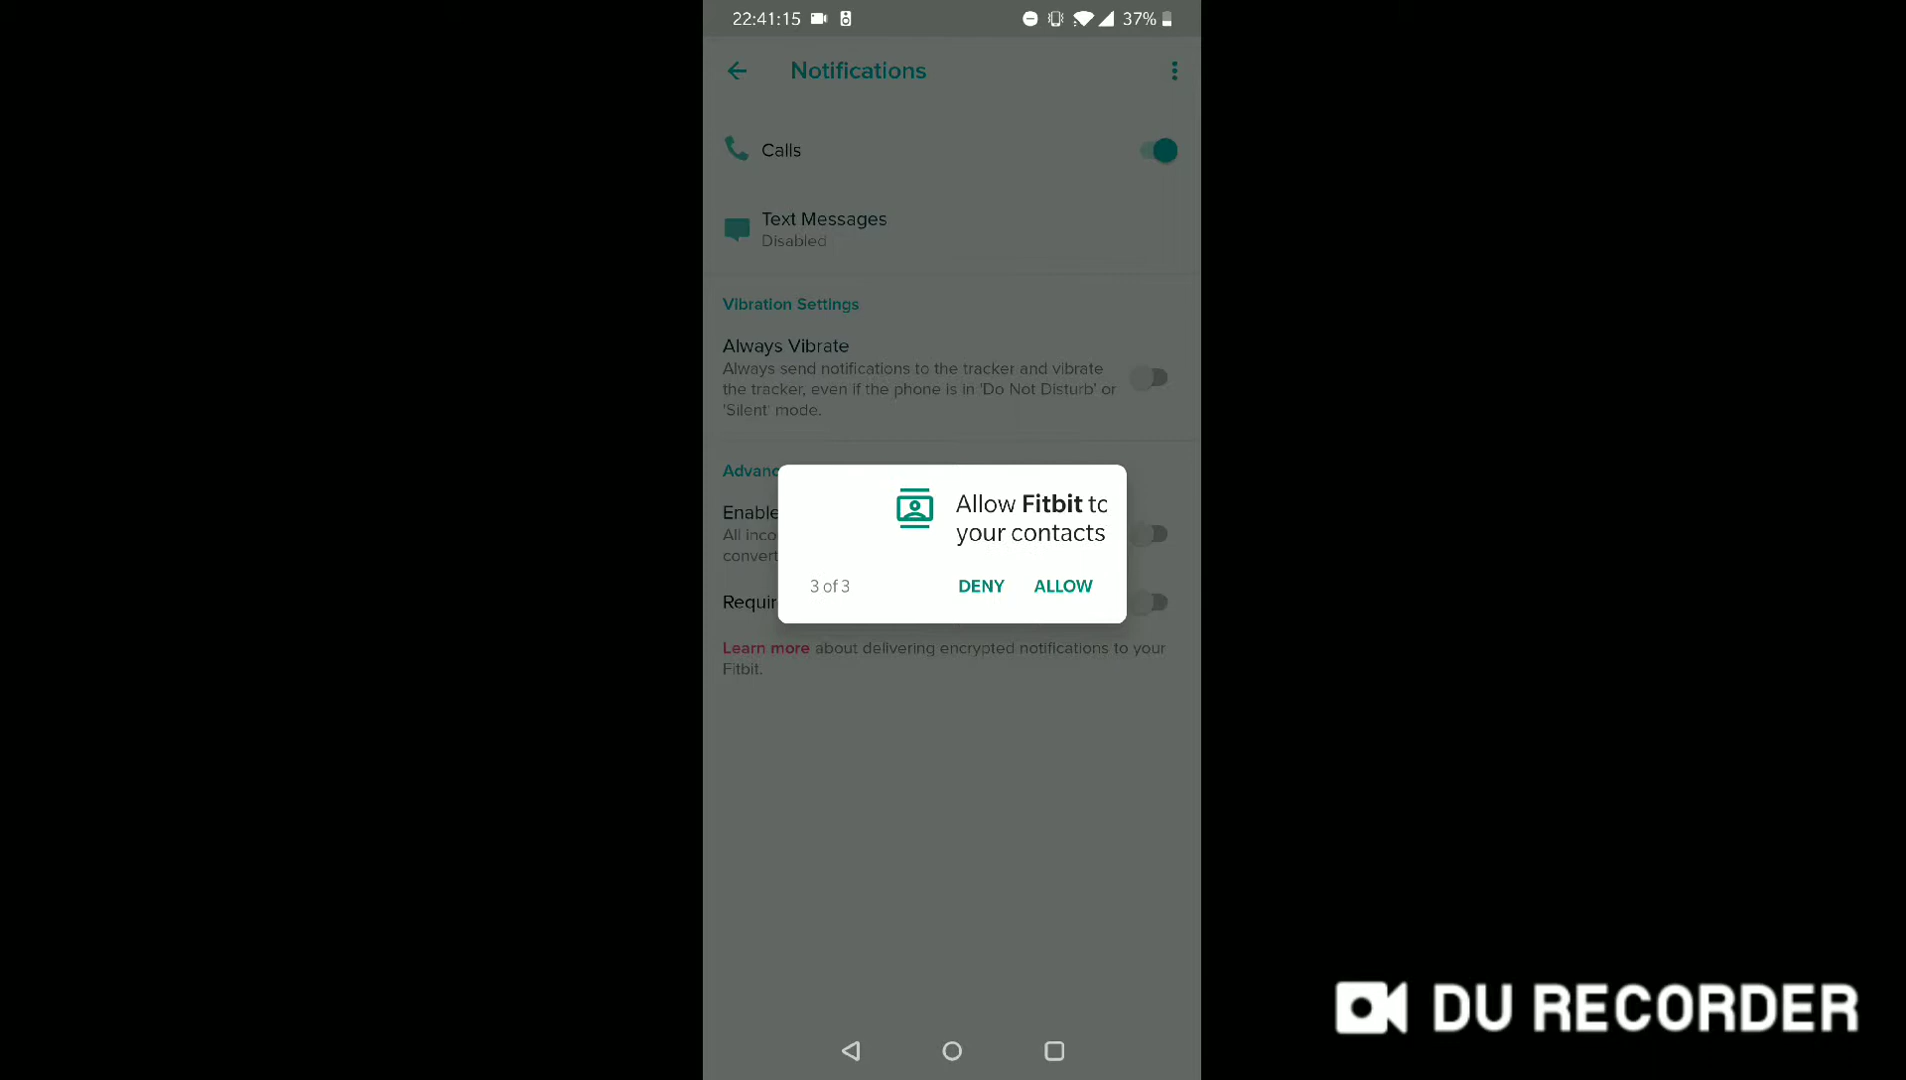 22:41:15 37%
Notifications
Calls
Text Messages
Disabled
Vibration Settings
Always Vibrate
Always send notifications to the tracker and vibrate
the tracker, even if the phone is in 'Do Not Disturb' or
'Silent' mode.
Advanc
Enable
All inco
convert
Allow Fitbit to
your contacts
3 of 3 DENY ALLOW
Requir
Learn more about delivering encrypted notifications to your
Fitbit.
DU RECORDER